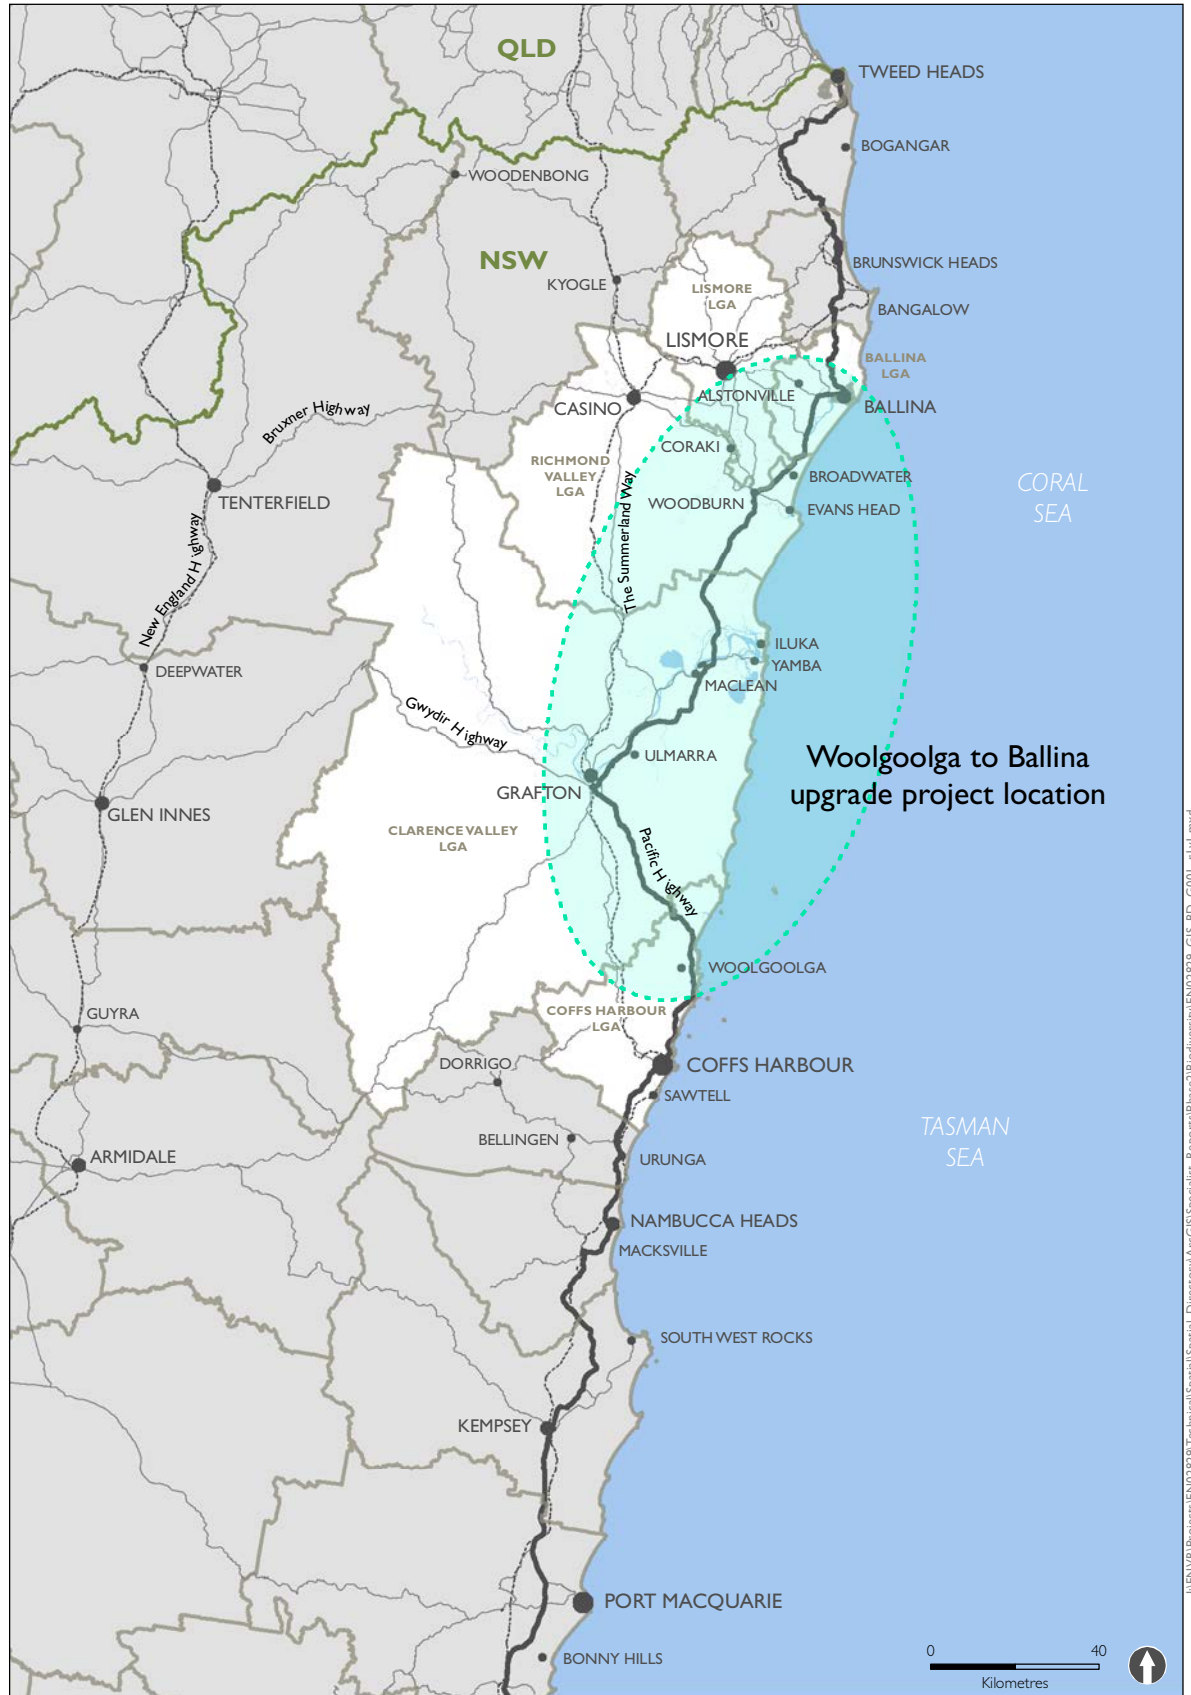 QLD
TWEED HEADS
BOGANGAR
WOODENBONG
NSW
BRUNSWICK HEADS
KYOGLE
LISMORE
LGA
BANGALOW
LISMORE
BALLINA
LGA
ALSTONVILLE
CASINO
BALLINA
Bruxner Highway
CORAKI
RICHMOND
VALLEY
LGA
BROADWATER
CORAL
SEA
TENTERFIELD
WOODBURN
EVANS HEAD
The Summerland Way
New England Highway
ILUKA
YAMBA
DEEPWATER
MACLEAN
Gwydir Highway
ULMARRA
Woolgoolga to Ballina
upgrade project location
GRAFTON
GLEN INNES
CLARENCE VALLEY
LGA
Pacific Highway
WOOLGOOLGA
GUYRA
COFFS HARBOUR
LGA
DORRIGO
COFFS HARBOUR
SAWTELL
TASMAN
SEA
BELLINGEN
ARMIDALE
URUNGA
NAMBUCCA HEADS
MACKSVILLE
SOUTH WEST ROCKS
KEMPSEY
PORT MACQUARIE
BONNY HILLS
0 40
Kilometres